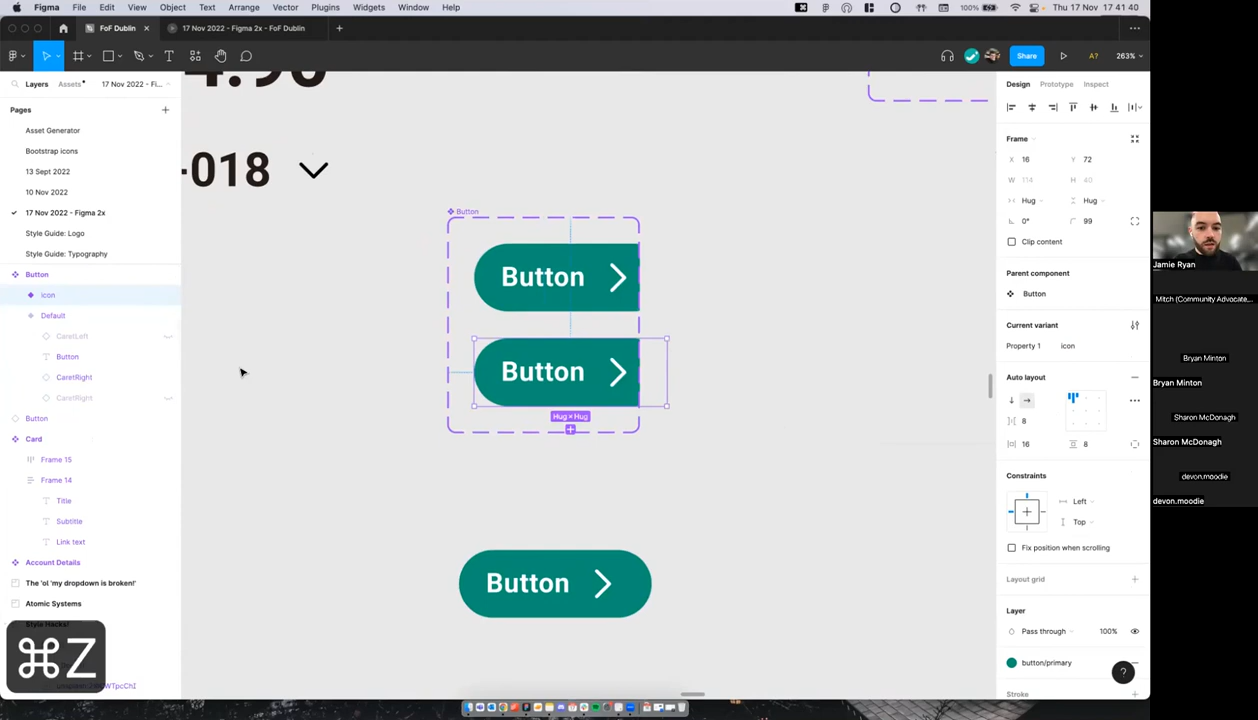 Figma File Edit View Object Text Arrange Vector Plugins Widgets Window Help
100% Thu 17 Nov 17 41 40
FoF Dublin
17 Nov 2022 - Figma 2x - FoF Dublin
Share A? 263%
Layers Assets 17 Nov 2022 - Fi...
Pages
Asset Generator
Bootstrap icons
13 Sept 2022
10 Nov 2022
17 Nov 2022 - Figma 2x
Style Guide: Logo
Style Guide: Typography
Button
icon
Default
CaretLeft
Button
CaretRight
CaretRight
Button
Card
Frame 15
Frame 14
Title
Subtitle
Link text
Account Details
The 'ol 'my dropdown is broken!'
Atomic Systems
Style Hacks!
⌘Z
4.98
-018
Button
Button
Button
Hug × Hug
Button
Design Prototype Inspect
Frame
X 16 Y 72
W 114 H 40
Hug Hug
0° 99
Clip content
Parent component
Button
Current variant
Property 1 icon
Auto layout
8
16 8
Constraints
Left
Top
Fix position when scrolling
Layout grid
Layer
Pass through 100%
button/primary
Stroke
?
Jamie Ryan
Mitch (Community Advocate,...
Bryan Minton
Bryan Minton
Sharon McDonagh
Sharon McDonagh
devon.moodie
devon.moodie